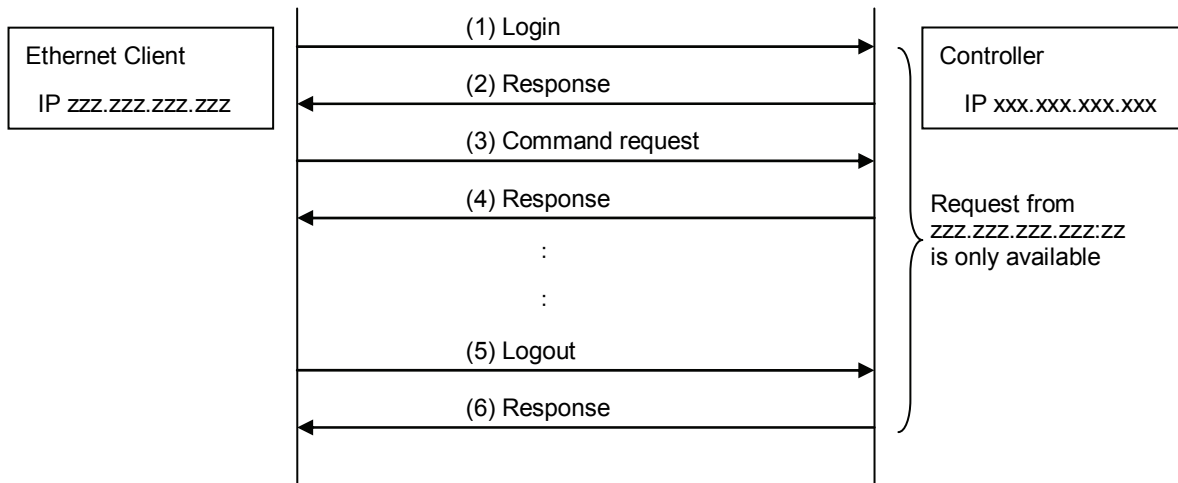 Ethernet Client
IP zzz.zzz.zzz.zzz
(1) Login
(2) Response
(3) Command request
(4) Response
:
:
(5) Logout
(6) Response
Controller
IP xxx.xxx.xxx.xxx
Request from
zzz.zzz.zzz.zzz:zz
is only available